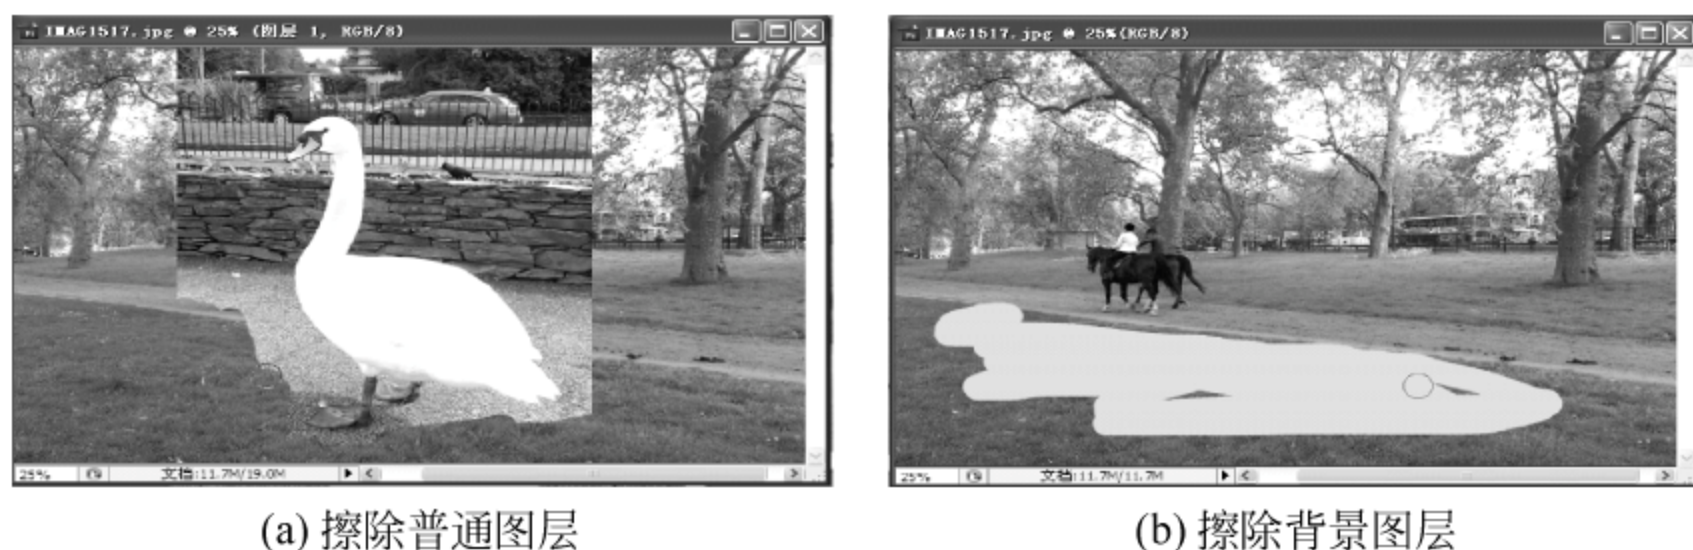 IMAG1517.jpg @ 25% (图层 1, RGB/8)
IMAG1517.jpg @ 25%(RGB/8)
25% 文档:11.7M/19.0M
25% 文档:11.7M/11.7M
(a) 擦除普通图层
(b) 擦除背景图层